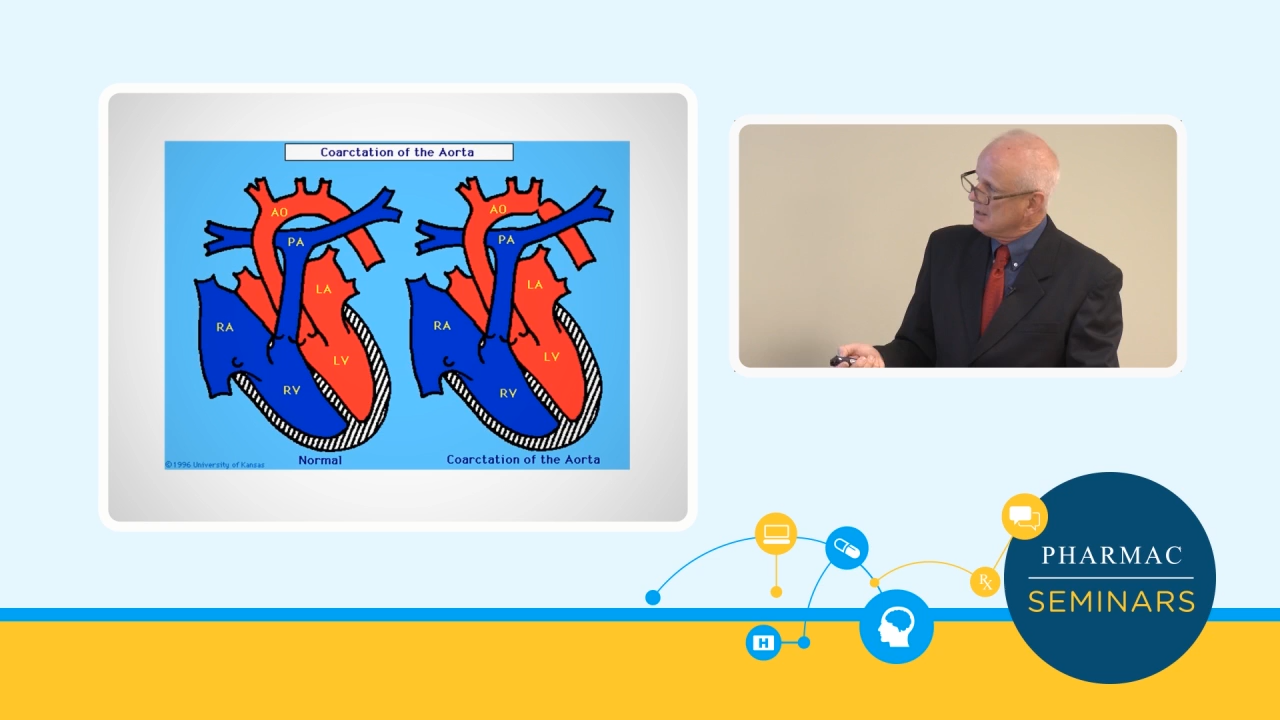 Coarctation of the Aorta
AO
PA
LA
RA
LV
RV
AO
PA
LA
RA
LV
RV
©1996 University of Kansas
Normal
Coarctation of the Aorta
H
Rx
PHARMAC
SEMINARS